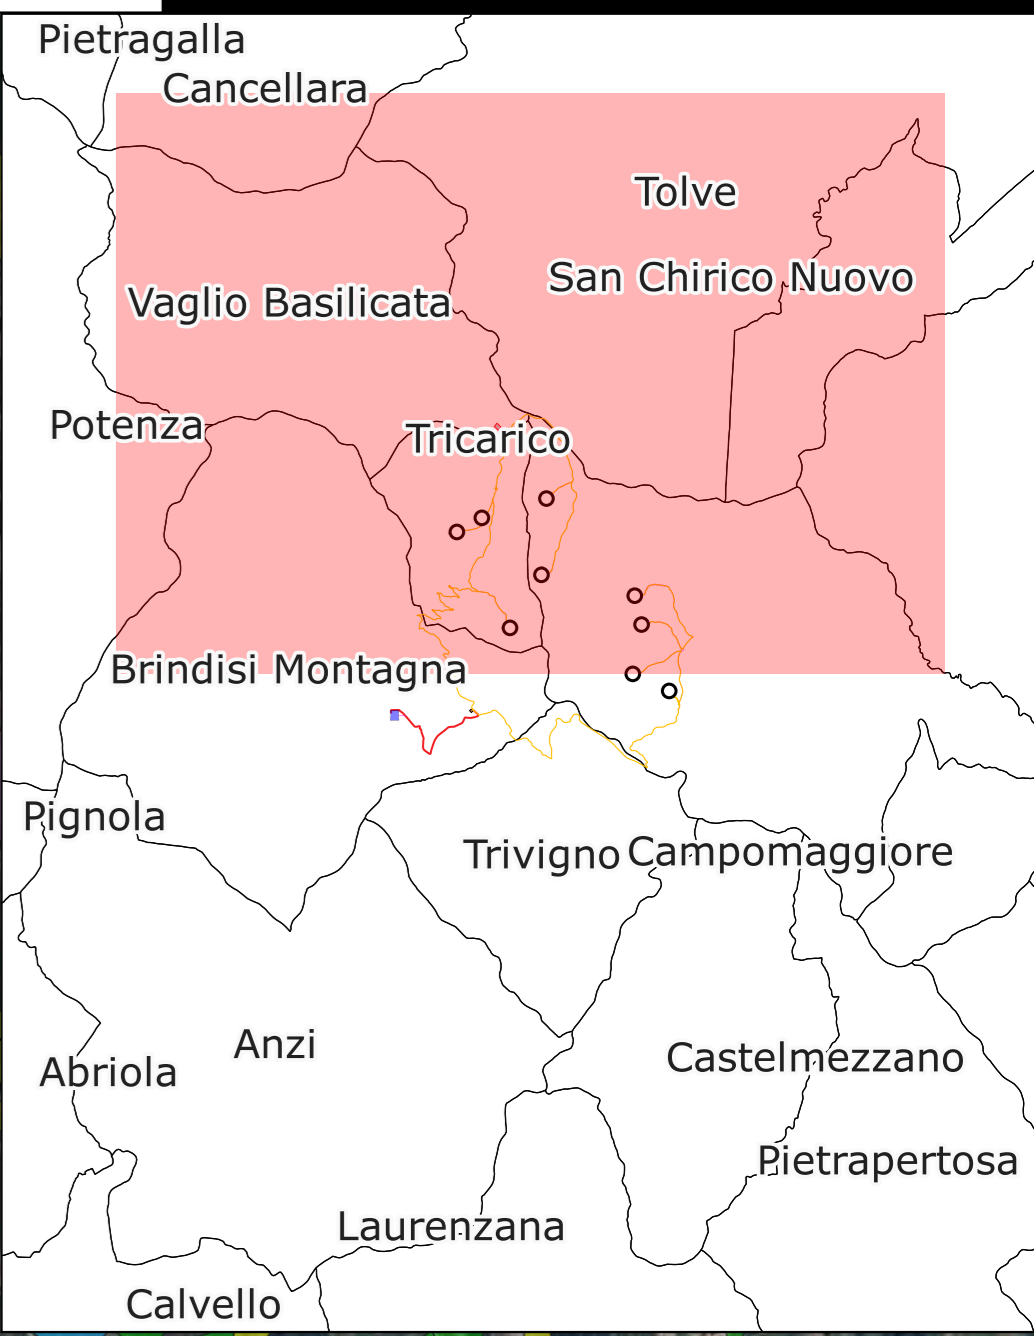 Pietragalla
Cancellara
Tolve
San Chirico Nuovo
Vaglio Basilicata
Potenza
Tricarico
Brindisi Montagna
Pignola
Trivigno
Campomaggiore
Anzi
Abriola
Castelmezzano
Pietrapertosa
Laurenzana
Calvello